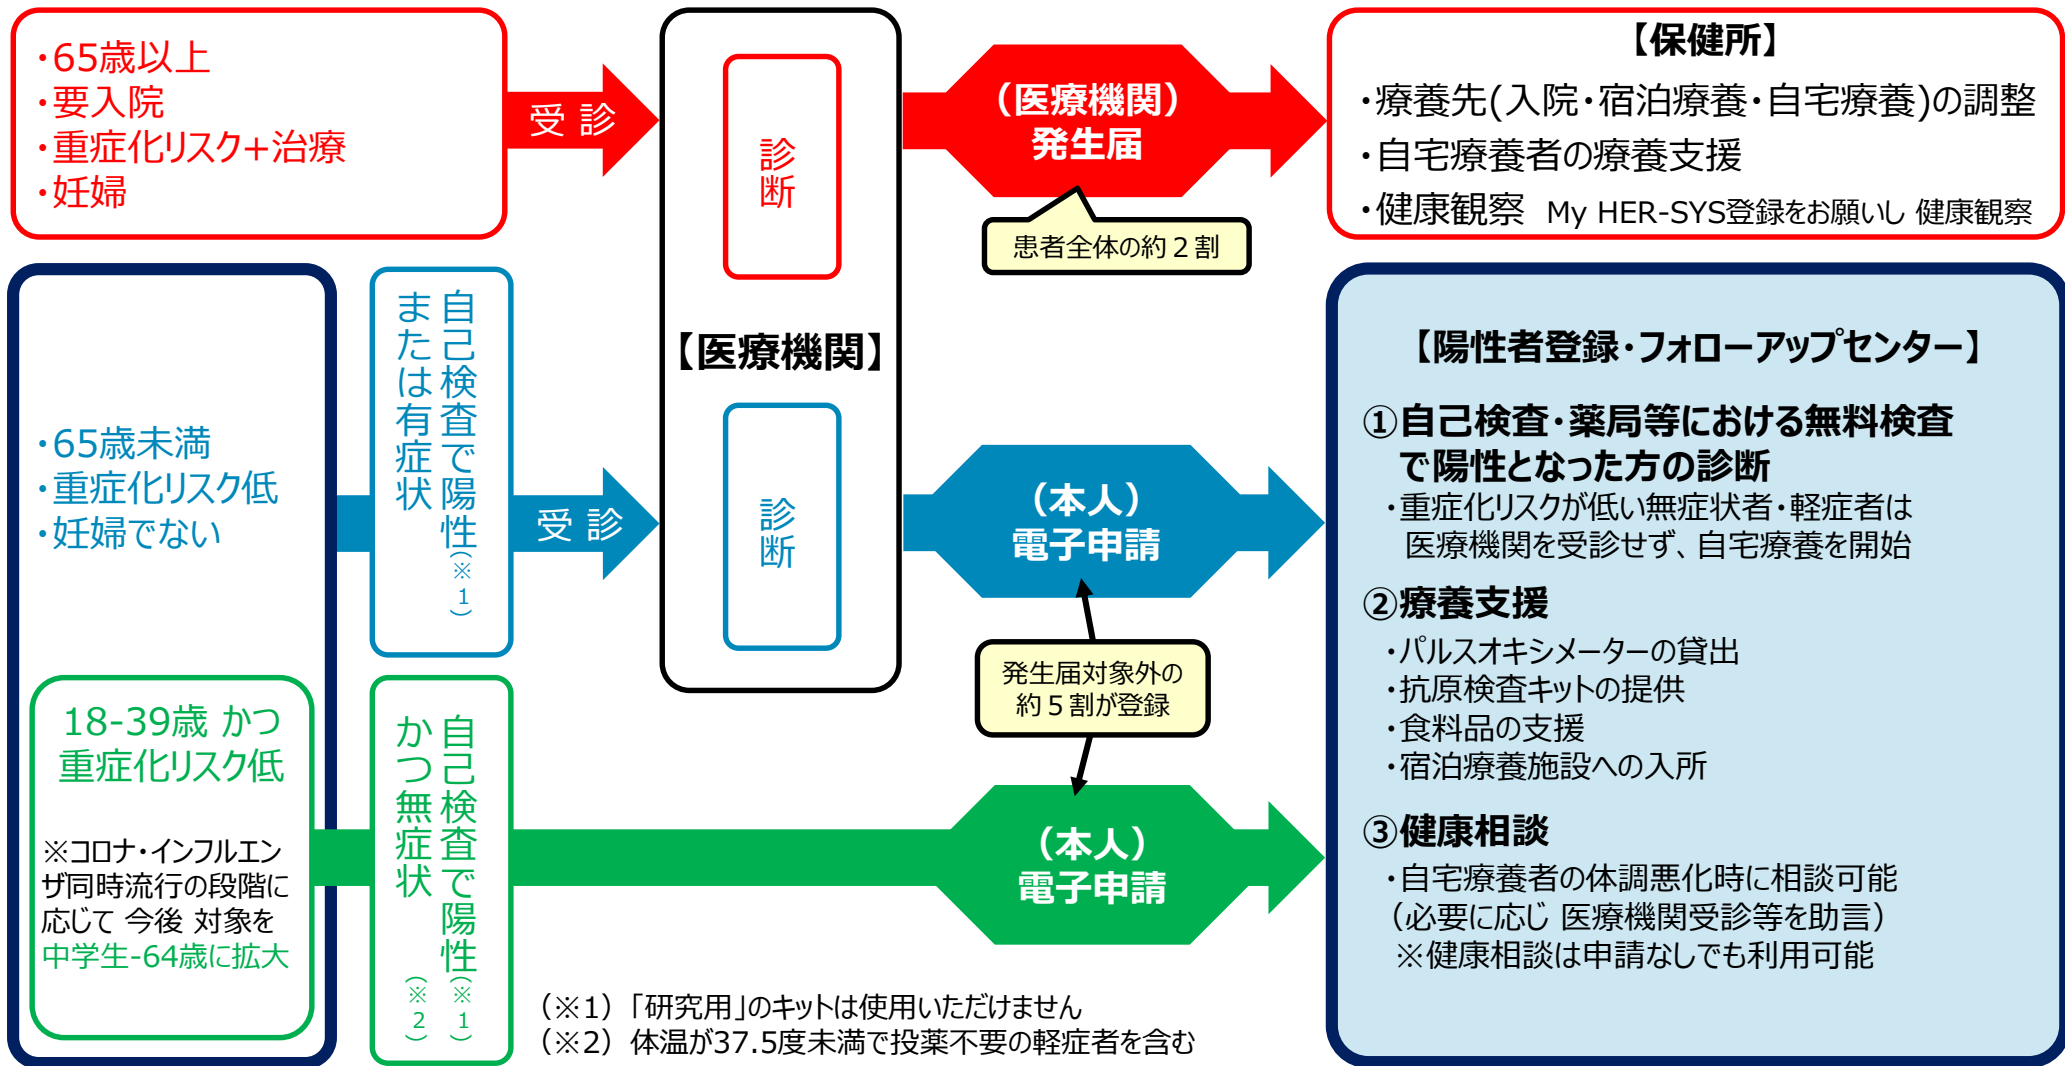 ・65歳以上
・要入院
・重症化リスク+治療
・妊婦
受 診
診断
【医療機関】
(医療機関)
発生届
患者全体の約２割
【保健所】
・療養先(入院・宿泊療養・自宅療養)の調整
・自宅療養者の療養支援
・健康観察 My HER-SYS登録をお願いし 健康観察
・65歳未満
・重症化リスク低
・妊婦でない
自己検査で陽性(※1)
または有症状
受 診
診断
(本人)
電子申請
発生届対象外の
約５割が登録
18-39歳 かつ
重症化リスク低
※コロナ・インフルエン
ザ同時流行の段階に
応じて 今後 対象を
中学生-64歳に拡大
自己検査で陽性(※1)
かつ無症状(※2)
(本人)
電子申請
(※1)「研究用」のキットは使用いただけません
(※2) 体温が37.5度未満で投薬不要の軽症者を含む
【陽性者登録・フォローアップセンター】
①自己検査・薬局等における無料検査
で陽性となった方の診断
・重症化リスクが低い無症状者・軽症者は
医療機関を受診せず、自宅療養を開始
②療養支援
・パルスオキシメーターの貸出
・抗原検査キットの提供
・食料品の支援
・宿泊療養施設への入所
③健康相談
・自宅療養者の体調悪化時に相談可能
(必要に応じ 医療機関受診等を助言)
※健康相談は申請なしでも利用可能